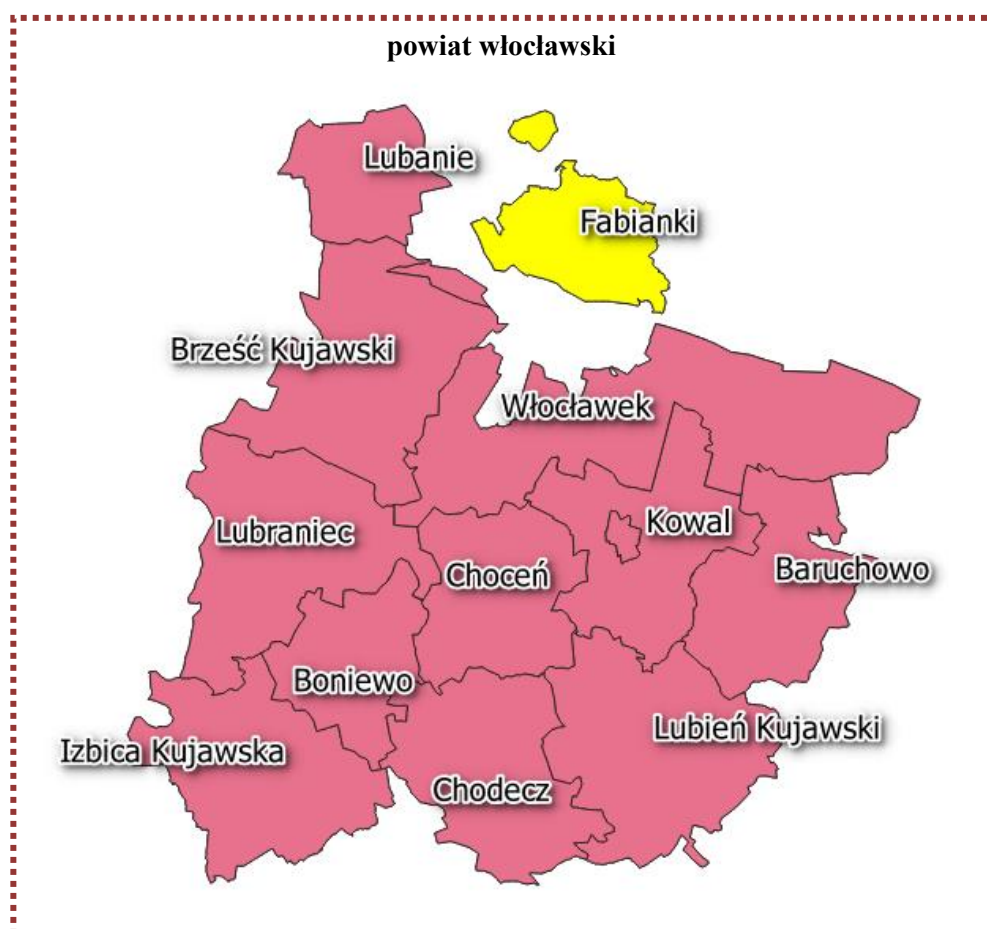 powiat włocławski
Lubanie
Fabianki
Brześć Kujawski
Włocławek
Kowal
Lubraniec
Choceń
Baruchowo
Boniewo
Lubień Kujawski
Izbica Kujawska
Chodecz